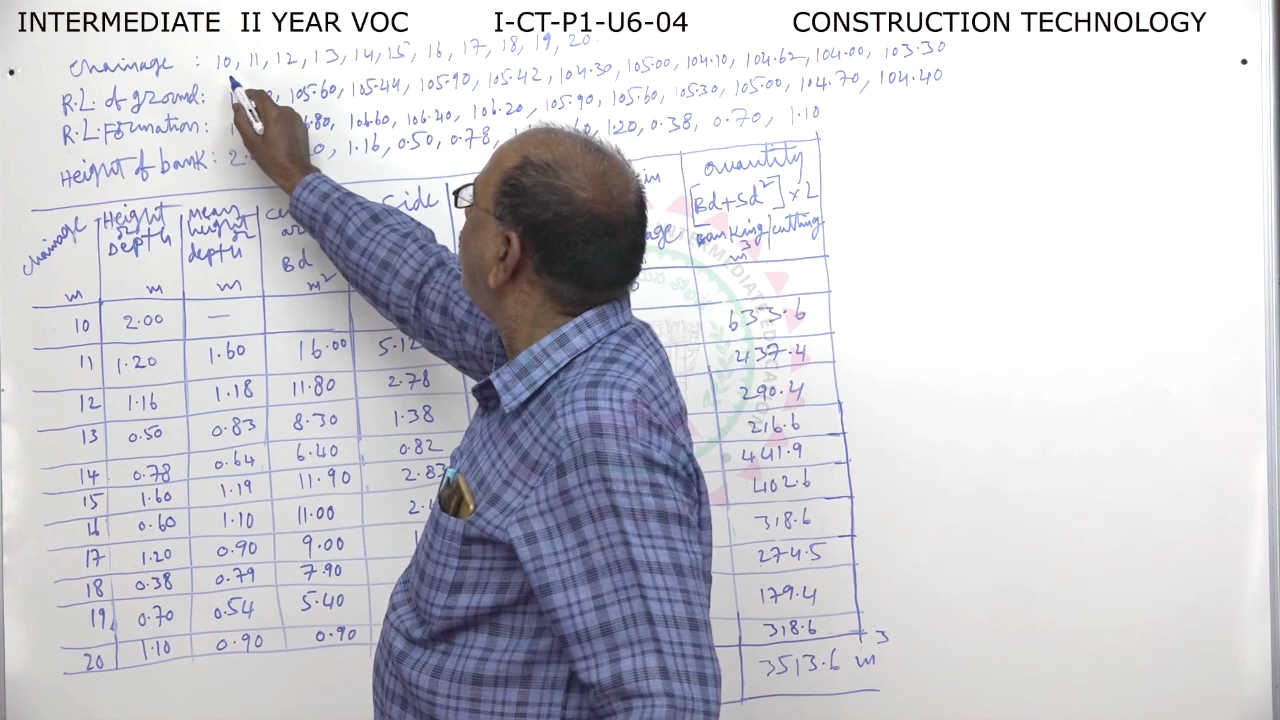 INTERMEDIATE II YEAR VOC I-CT-P1-U6-04 CONSTRUCTION TECHNOLOGY
chainage : 10, 11, 12, 13, 14, 15, 16, 17, 18, 19, 20.
R.L. of ground: 105.60, 105.44, 105.90, 105.42, 104.30, 105.00, 104.10, 104.62, 104.00, 103.30
R.L. Formation: 106.60, 106.40, 106.20, 105.90, 105.60, 105.30, 105.00, 104.70, 104.40
Height of bank: 1.16, 0.50, 0.78, 1.20, 0.38, 0.70, 1.10
chainage m
Height or Depth m
Mean height or depth m
Bd m²
Side
in
Quantity [Bd+Sd²] x L Banking/cutting m³
10 2.00 — 633.6
11 1.20 1.60 16.00 5.12 437.4
12 1.16 1.18 11.80 2.78 290.4
13 0.50 0.83 8.30 1.38 216.6
14 0.78 0.64 6.40 0.82 441.9
15 1.60 1.19 11.90 2.83 402.6
16 0.60 1.10 11.00 318.6
17 1.20 0.90 9.00 274.5
18 0.38 0.79 7.90 179.4
19 0.70 0.54 5.40 318.6
20 1.10 0.90 0.90
3513.6 m³